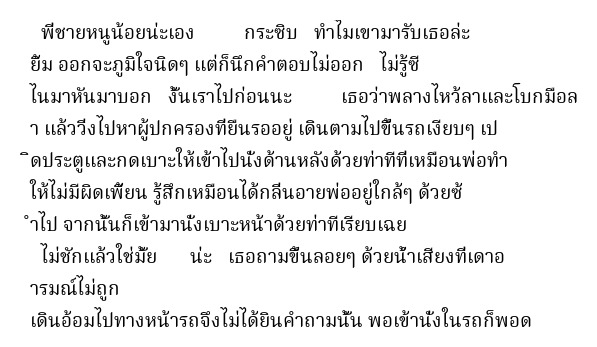 พี่ชายหนูน้อยน่ะเอง กระซิบ ทำไมเขามารับเธอล่ะ
ยิ้ม ออกจะภูมิใจนิดๆ แต่ก็นึกคำตอบไม่ออก ไม่รู้ซี
ไนมาหันมาบอก งั้นเราไปก่อนนะ เธอว่าพลางไหว้ลาและโบกมือล
า แล้ววิ่งไปหาผู้ปกครองที่ยืนรออยู่ เดินตามไปขึ้นรถเงียบๆ เป
ิดประตูและกดเบาะให้เข้าไปนั่งด้านหลังด้วยท่าทีที่เหมือนพ่อทำ
ให้ไม่มีผิดเพี้ยน รู้สึกเหมือนได้กลิ่นอายพ่ออยู่ใกล้ๆ ด้วยซ้
ำไป จากนั้นก็เข้ามานั่งเบาะหน้าด้วยท่าทีเรียบเฉย
ไม่ชักแล้วใช่มั้ย น่ะ เธอถามขึ้นลอยๆ ด้วยน้ำเสียงที่เดาอ
ารมณ์ไม่ถูก
เดินอ้อมไปทางหน้ารถจึงไม่ได้ยินคำถามนั้น พอเข้านั่งในรถก็พอด